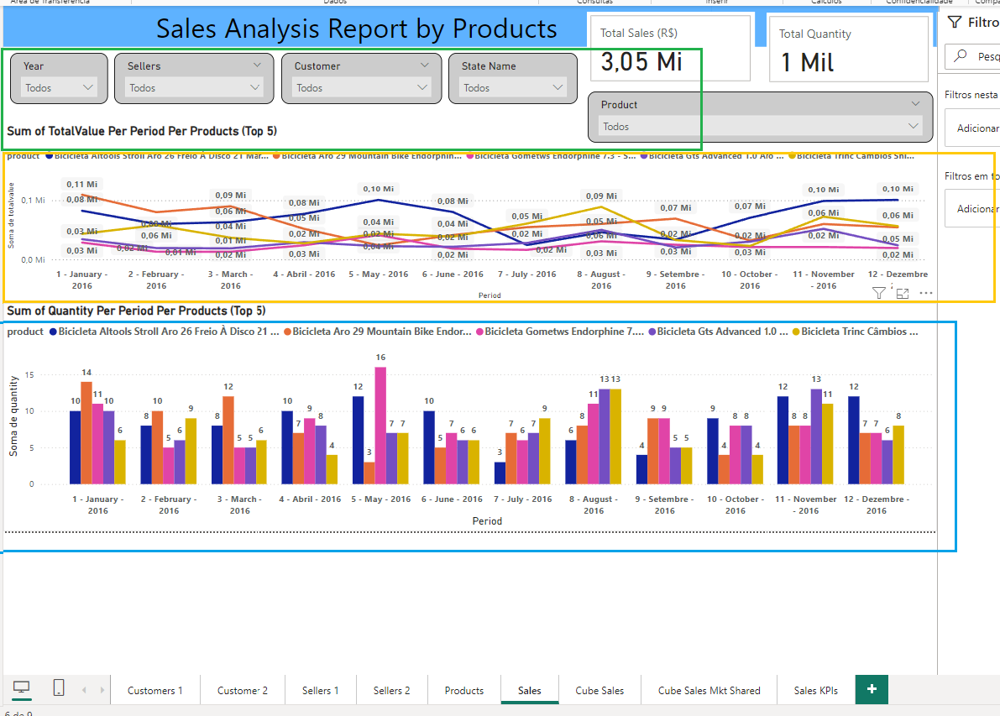 Área de Transferência Dados Consultas Inserir Cálculos Confidencialidade
Sales Analysis Report by Products
Total Sales (R$)
3,05 Mi
Total Quantity
1 Mil
Filtro
Pesq
Filtros nesta
Adicionar
Filtros em to
Adicionar
Year
Todos
Sellers
Todos
Customer
Todos
State Name
Todos
Product
Todos
Sum of TotalValue Per Period Per Products (Top 5)
product Bicicleta Altools Stroll Aro 26 Freio À Disco 21 Mar... Bicicleta Aro 29 Mountain Bike Endorphin... Bicicleta Gometws Endorphine 7.3 - S... Bicicleta Gts Advanced 1.0 Aro ... Bicicleta Trinc Câmbios Shi...
Soma de totalvalue
0,1 Mi
0,0 Mi
0,11 Mi
0,08 Mi
0,03 Mi
0,03 Mi
0,06 Mi
0,02 Mi
0,01 Mi
0,09 Mi
0,06 Mi
0,04 Mi
0,01 Mi
0,02 Mi
0,08 Mi
0,05 Mi
0,02 Mi
0,03 Mi
0,10 Mi
0,04 Mi
0,02 Mi
0,04 Mi
0,08 Mi
0,04 Mi
0,02 Mi
0,02 Mi
0,05 Mi
0,02 Mi
0,02 Mi
0,09 Mi
0,05 Mi
0,06 Mi
0,03 Mi
0,07 Mi
0,02 Mi
0,03 Mi
0,07 Mi
0,02 Mi
0,03 Mi
0,10 Mi
0,06 Mi
0,02 Mi
0,10 Mi
0,06 Mi
0,05 Mi
0,02 Mi
1 - January - 2 - February - 3 - March - 4 - Abril - 2016 5 - May - 2016 6 - June - 2016 7 - July - 2016 8 - August - 9 - Setembre - 10 - October - 11 - November 12 - Dezembre
2016 2016 2016 2016 2016 2016 - 2016
Period
Sum of Quantity Per Period Per Products (Top 5)
product Bicicleta Altools Stroll Aro 26 Freio À Disco 21 ... Bicicleta Aro 29 Mountain Bike Endor... Bicicleta Gometws Endorphine 7.... Bicicleta Gts Advanced 1.0 ... Bicicleta Trinc Câmbios ...
Soma de quantity
15
10
5
0
10 14 11 10 6
8 10 5 6 9
8 12 5 5 6
10 7 9 8 4
12 3 16 7 7
10 5 7 6 6
3 7 6 7 9
6 8 11 13 13
4 9 9 5 5
9 4 8 8 4
12 8 8 13 11
12 7 7 6 8
1 - January - 2 - February - 3 - March - 4 - Abril - 2016 5 - May - 2016 6 - June - 2016 7 - July - 2016 8 - August - 9 - Setembre - 10 - October - 11 - November 12 - Dezembre -
2016 2016 2016 2016 2016 2016 - 2016 2016
Period
Customers 1 Customer 2 Sellers 1 Sellers 2 Products Sales Cube Sales Cube Sales Mkt Shared Sales KPIs +
6 de 9